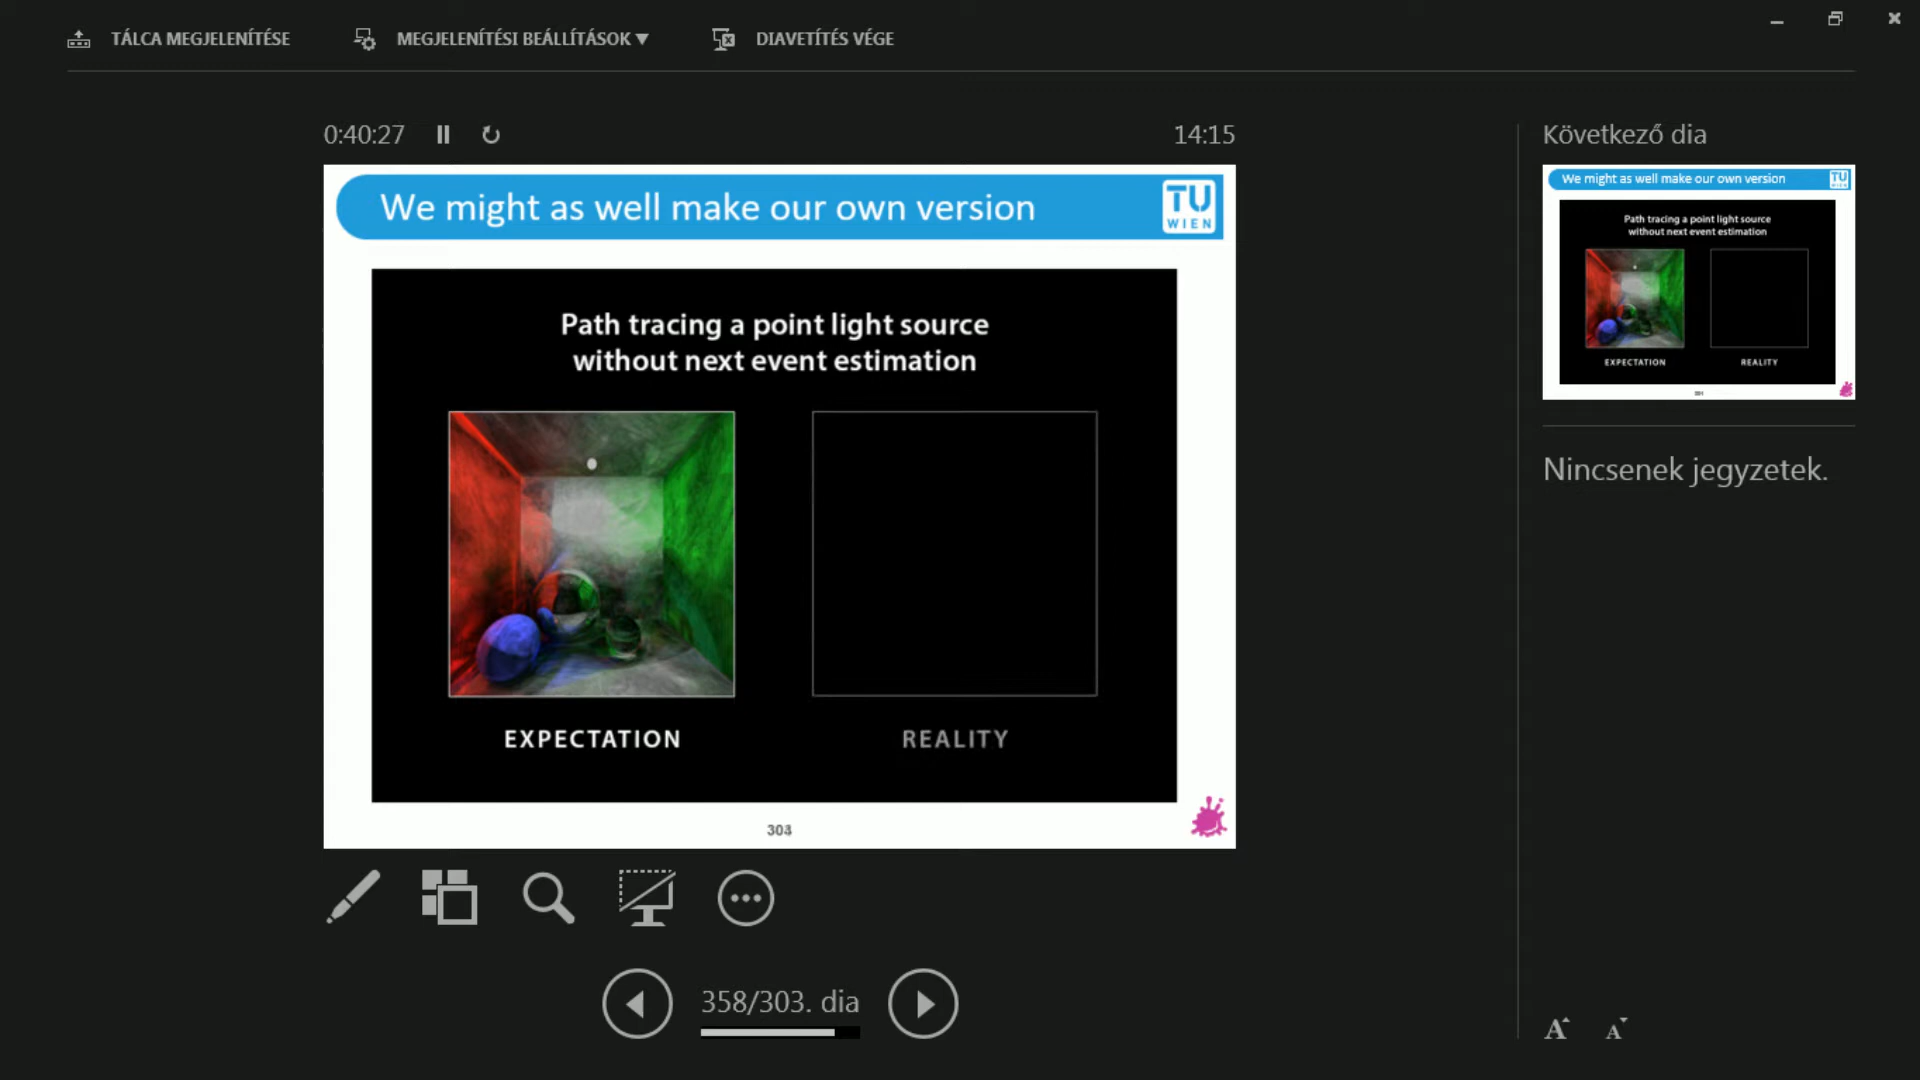 TÁLCA MEGJELENÍTÉSE
MEGJELENÍTÉSI BEÁLLÍTÁSOK ▼
DIAVETÍTÉS VÉGE
0:40:27
14:15
We might as well make our own version
TU
WIEN
Path tracing a point light source
without next event estimation
EXPECTATION
REALITY
358/303. dia
Következő dia
We might as well make our own version
TU
WIEN
Path tracing a point light source
without next event estimation
EXPECTATION
REALITY
Nincsenek jegyzetek.
A
A